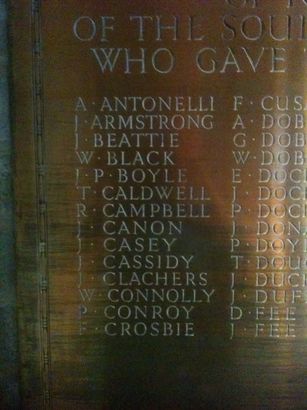 OF THE
WHO GAVE
A · ANTONELLI F · CUS
J · ARMSTRONG A · DOB
J · BEATTIE G · DOB
W · BLACK W · DOB
J · P · BOYLE E · DOC
T · CALDWELL J · DOC
R · CAMPBELL P · DOC
J · CANON J · DON
J · CASEY P · DOY
J · CASSIDY T · DOU
J · CLACHERS J · DUC
W · CONNOLLY J · DUF
P · CONROY D · FEE
F · CROSBIE J · FEE